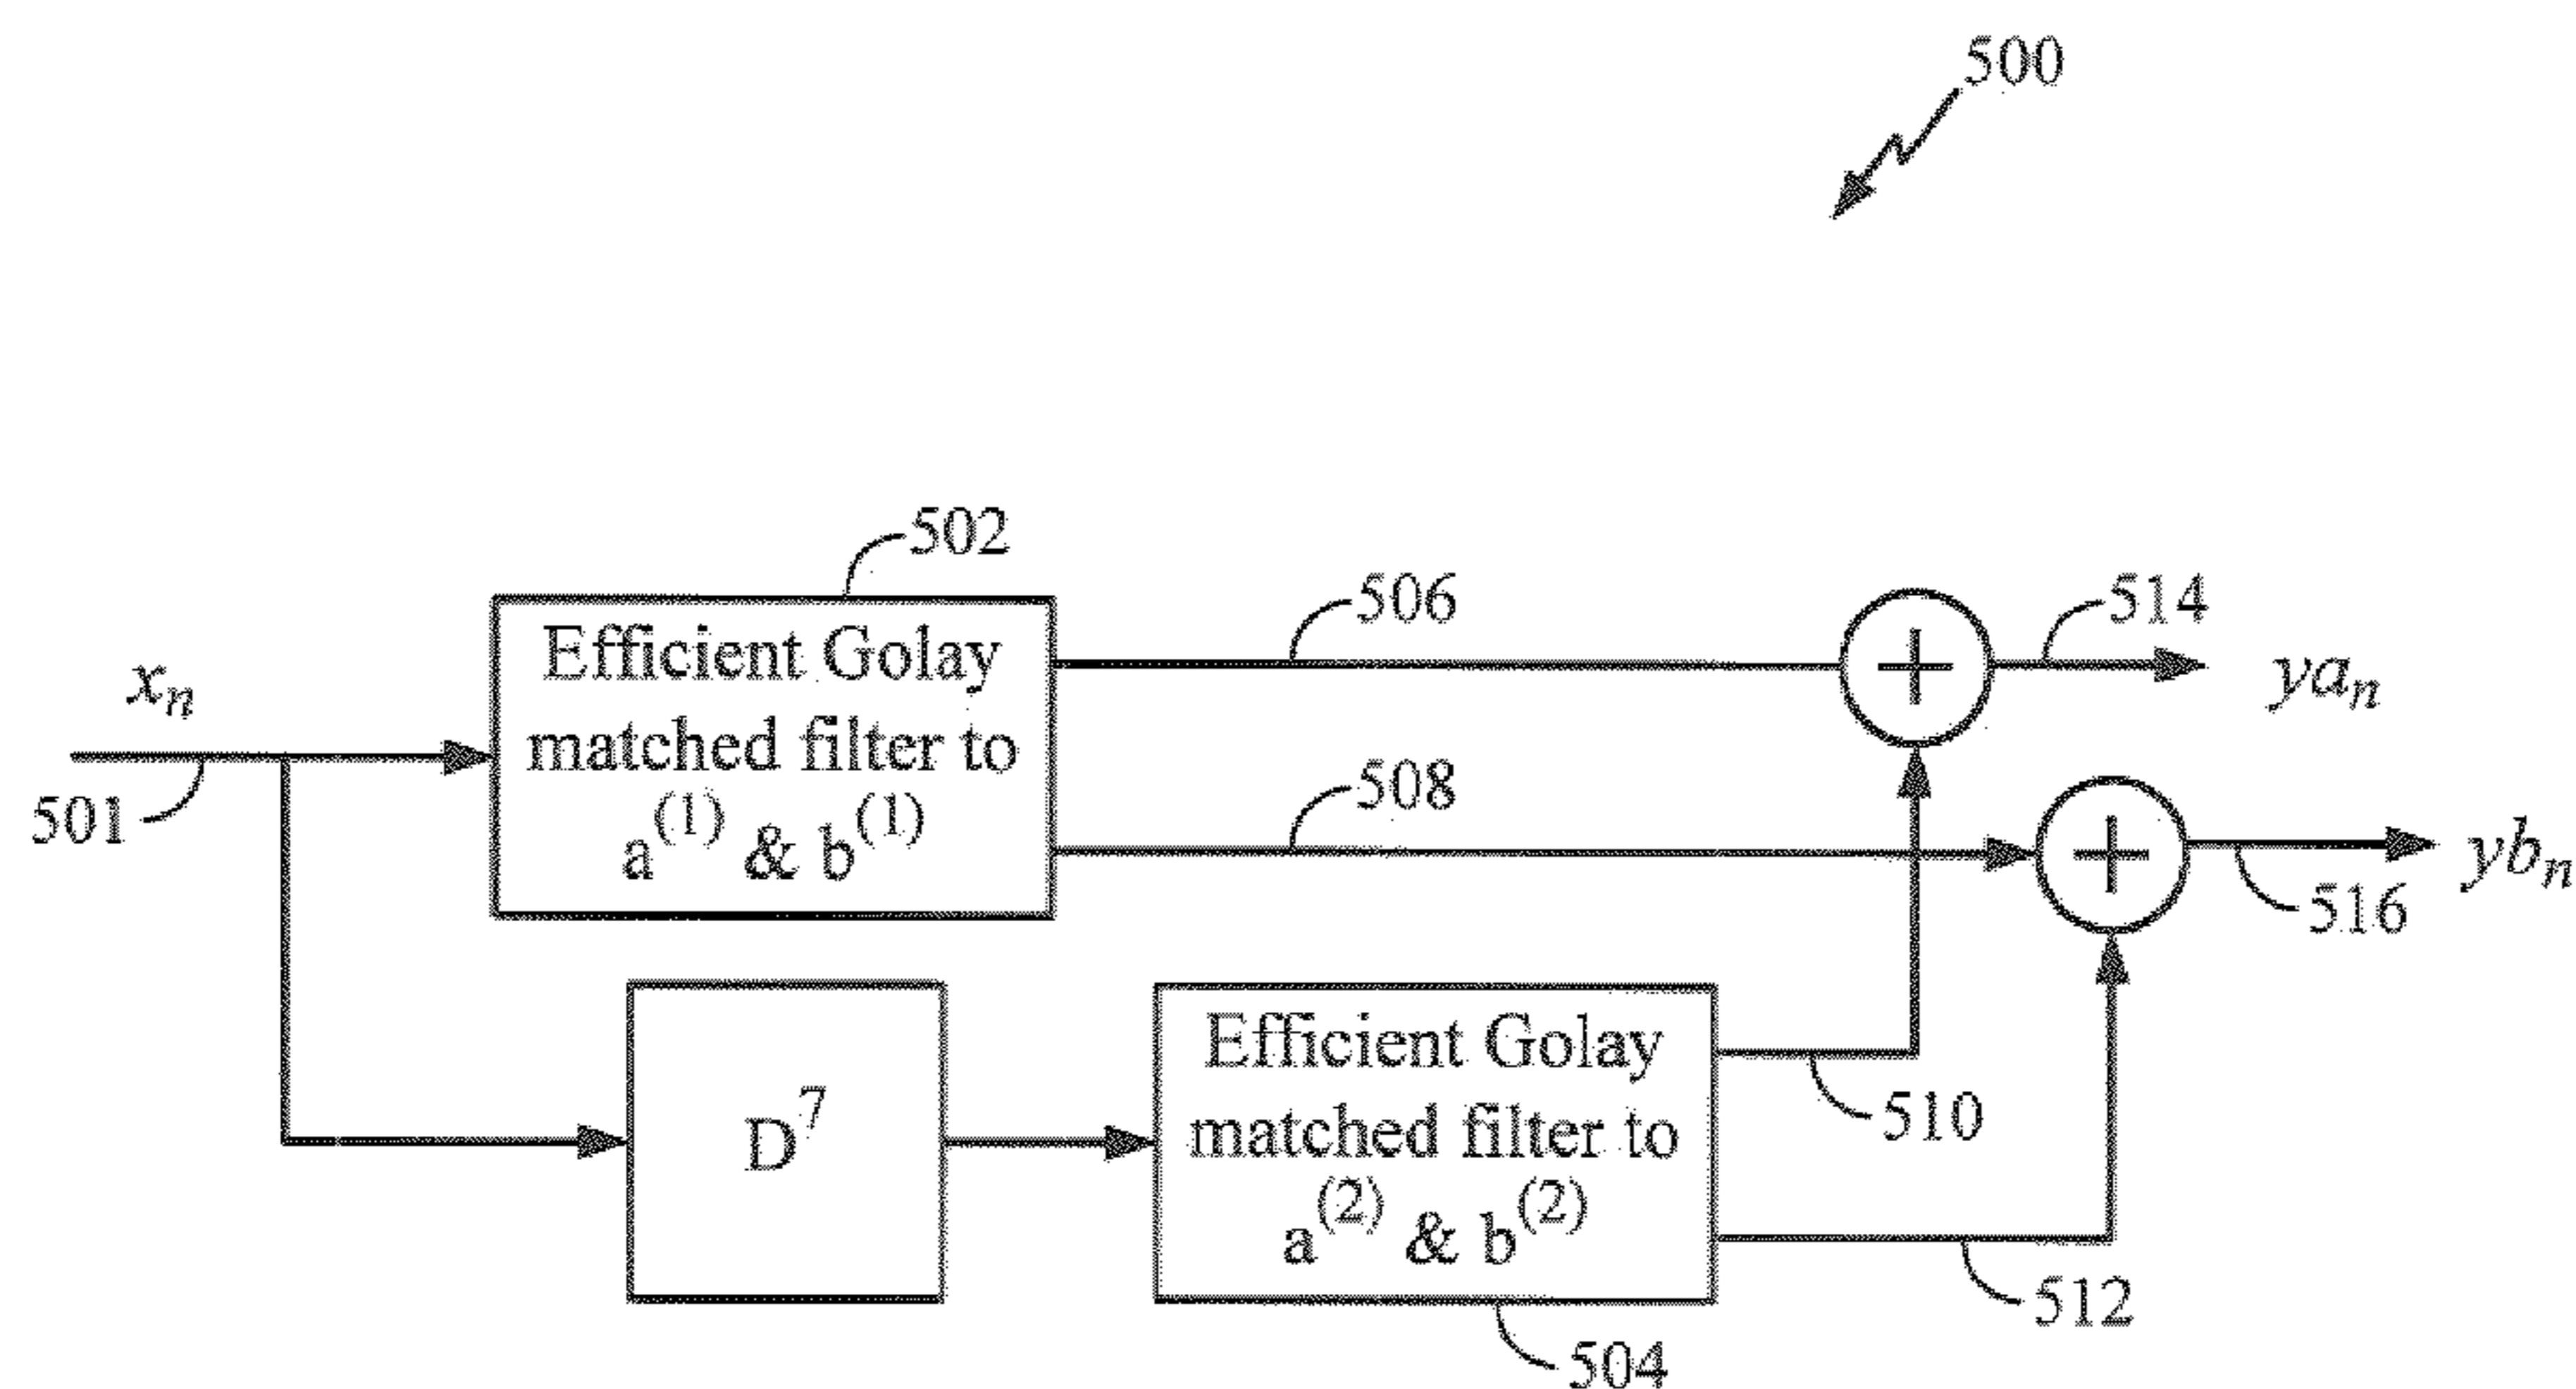 500
502
506
514
Efficient Golay
matched filter to
a^(1) & b^(1)
x_n
501
ya_n
508
yb_n
516
D^7
Efficient Golay
matched filter to
a^(2) & b^(2)
510
512
504